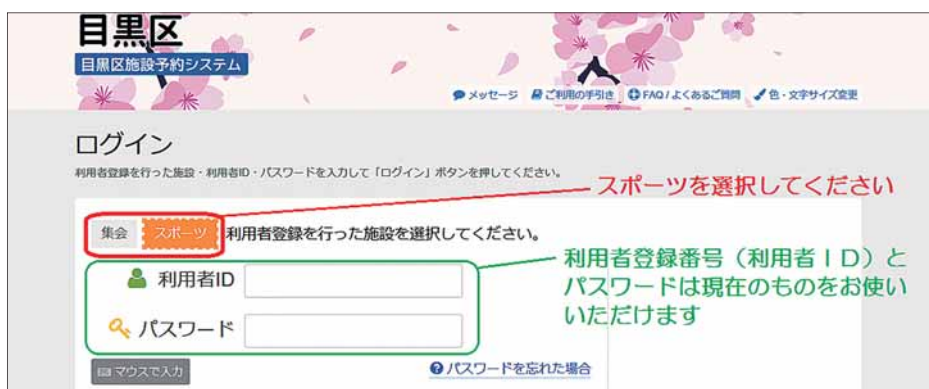 目黒区
目黒区施設予約システム
メッセージ ご利用の手引き FAQ / よくあるご質問 色・文字サイズ変更
ログイン
利用者登録を行った施設・利用者ID・パスワードを入力して「ログイン」ボタンを押してください。
スポーツを選択してください
集会 スポーツ 利用者登録を行った施設を選択してください。
利用者ID
利用者登録番号（利用者ＩＤ）と
パスワードは現在のものをお使い
いただけます
パスワード
マウスで入力 パスワードを忘れた場合